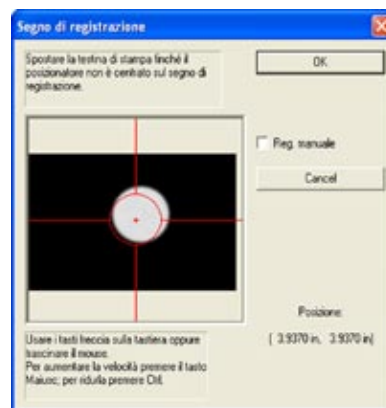 Segno di registrazione
Spostare la testina di stampa finché il
posizionatore non è centrato sul segno di
registrazione.
OK
Reg. manuale
Cancel
Posizione:
( 3.9370 in, 3.9370 in)
Usare i tasti freccia sulla tastiera oppure
trascinare il mouse.
Per aumentare la velocità premere il tasto
Maiusc; per ridurla premere Ctrl.